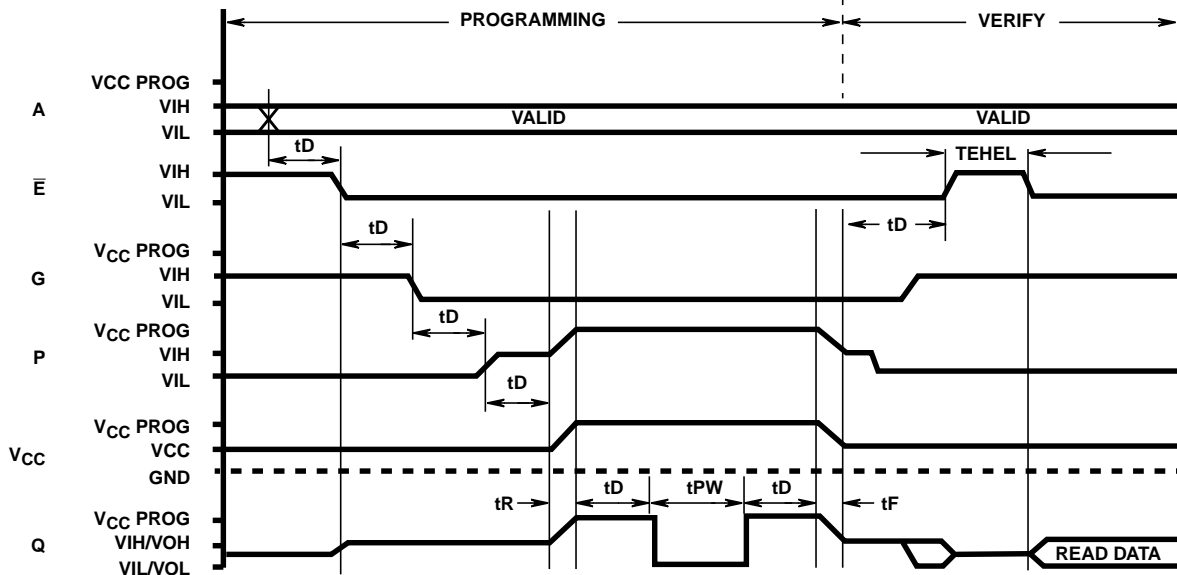 PROGRAMMING VERIFY
VCC PROG
A VIH VALID VALID
VIL
tD TEHEL
E VIH
VIL
tD tD
VCC PROG
G VIH
VIL
VCC PROG tD
P VIH
VIL
tD
VCC PROG
VCC VCC
GND
tR tD tPW tD tF
VCC PROG
Q VIH/VOH
READ DATA
VIL/VOL